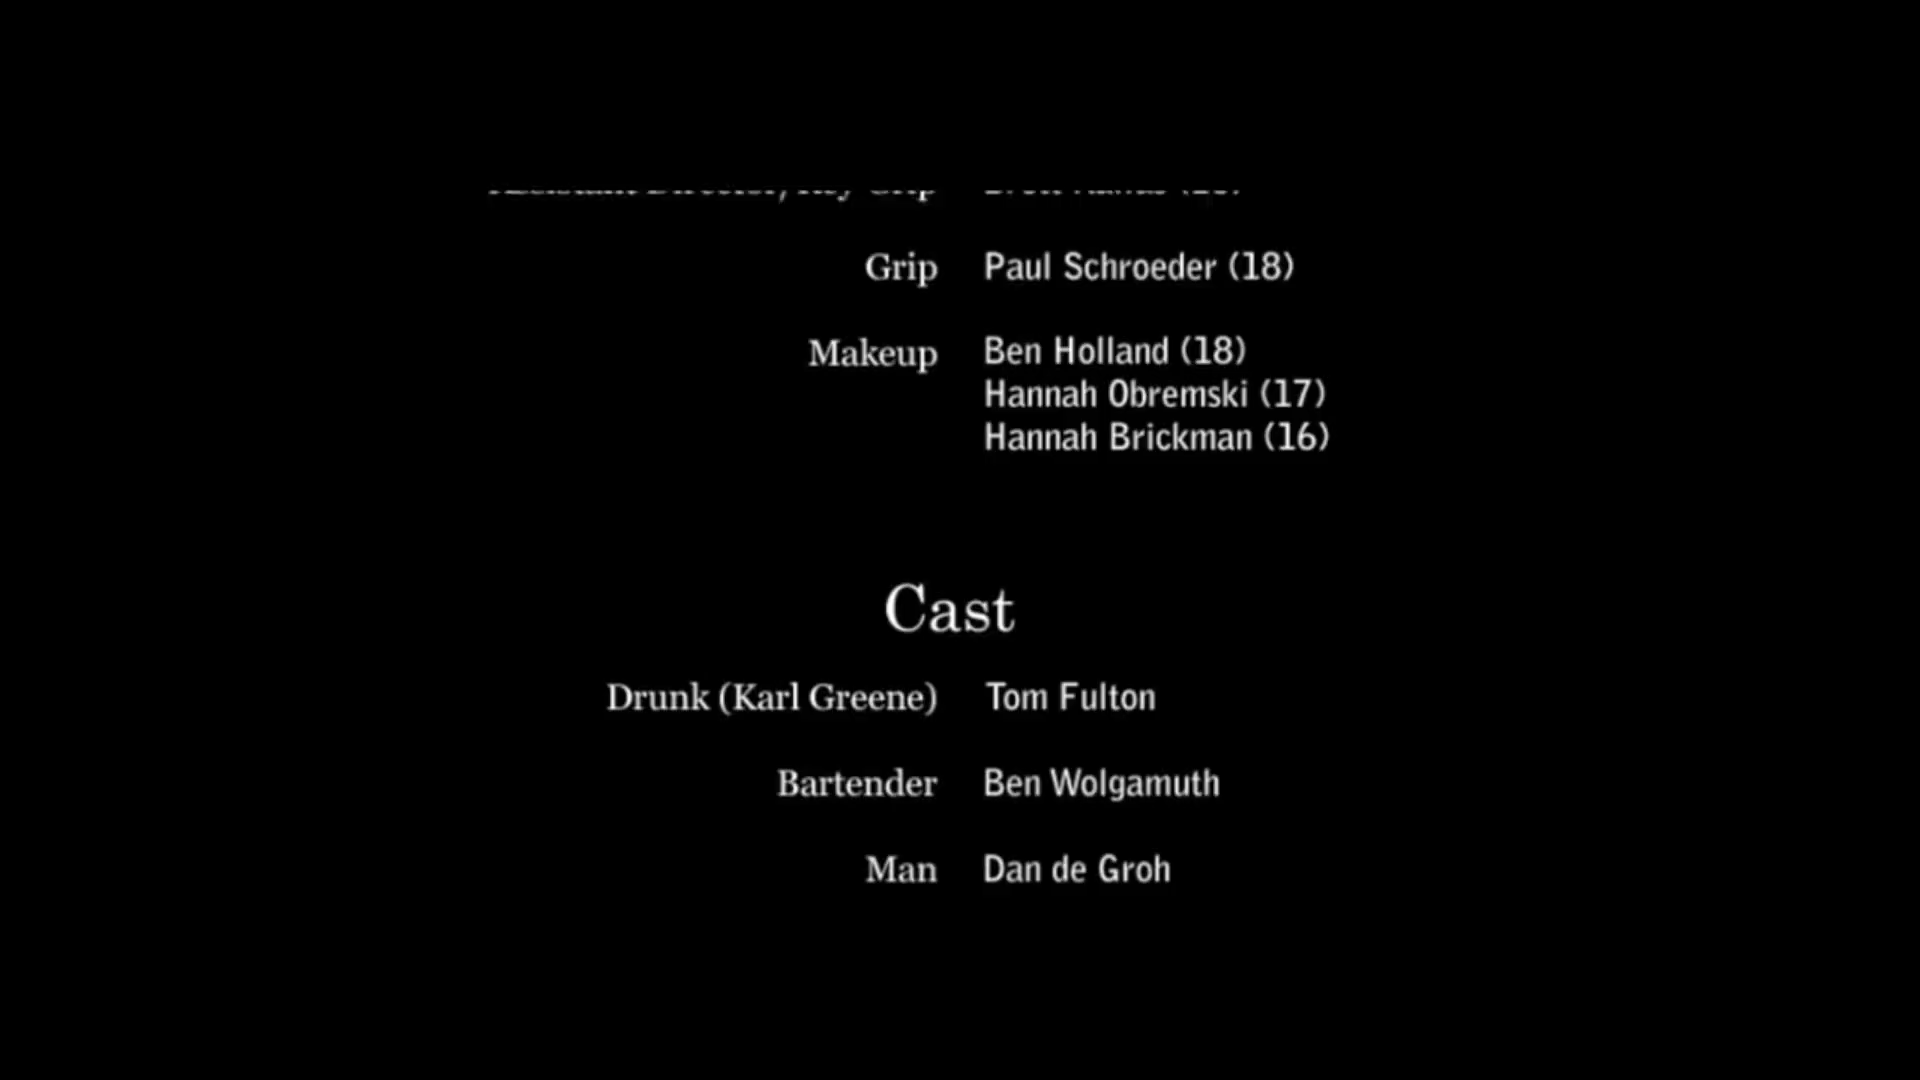 Grip Paul Schroeder (18)
Makeup Ben Holland (18)
Hannah Obremski (17)
Hannah Brickman (16)
Cast
Drunk (Karl Greene) Tom Fulton
Bartender Ben Wolgamuth
Man Dan de Groh